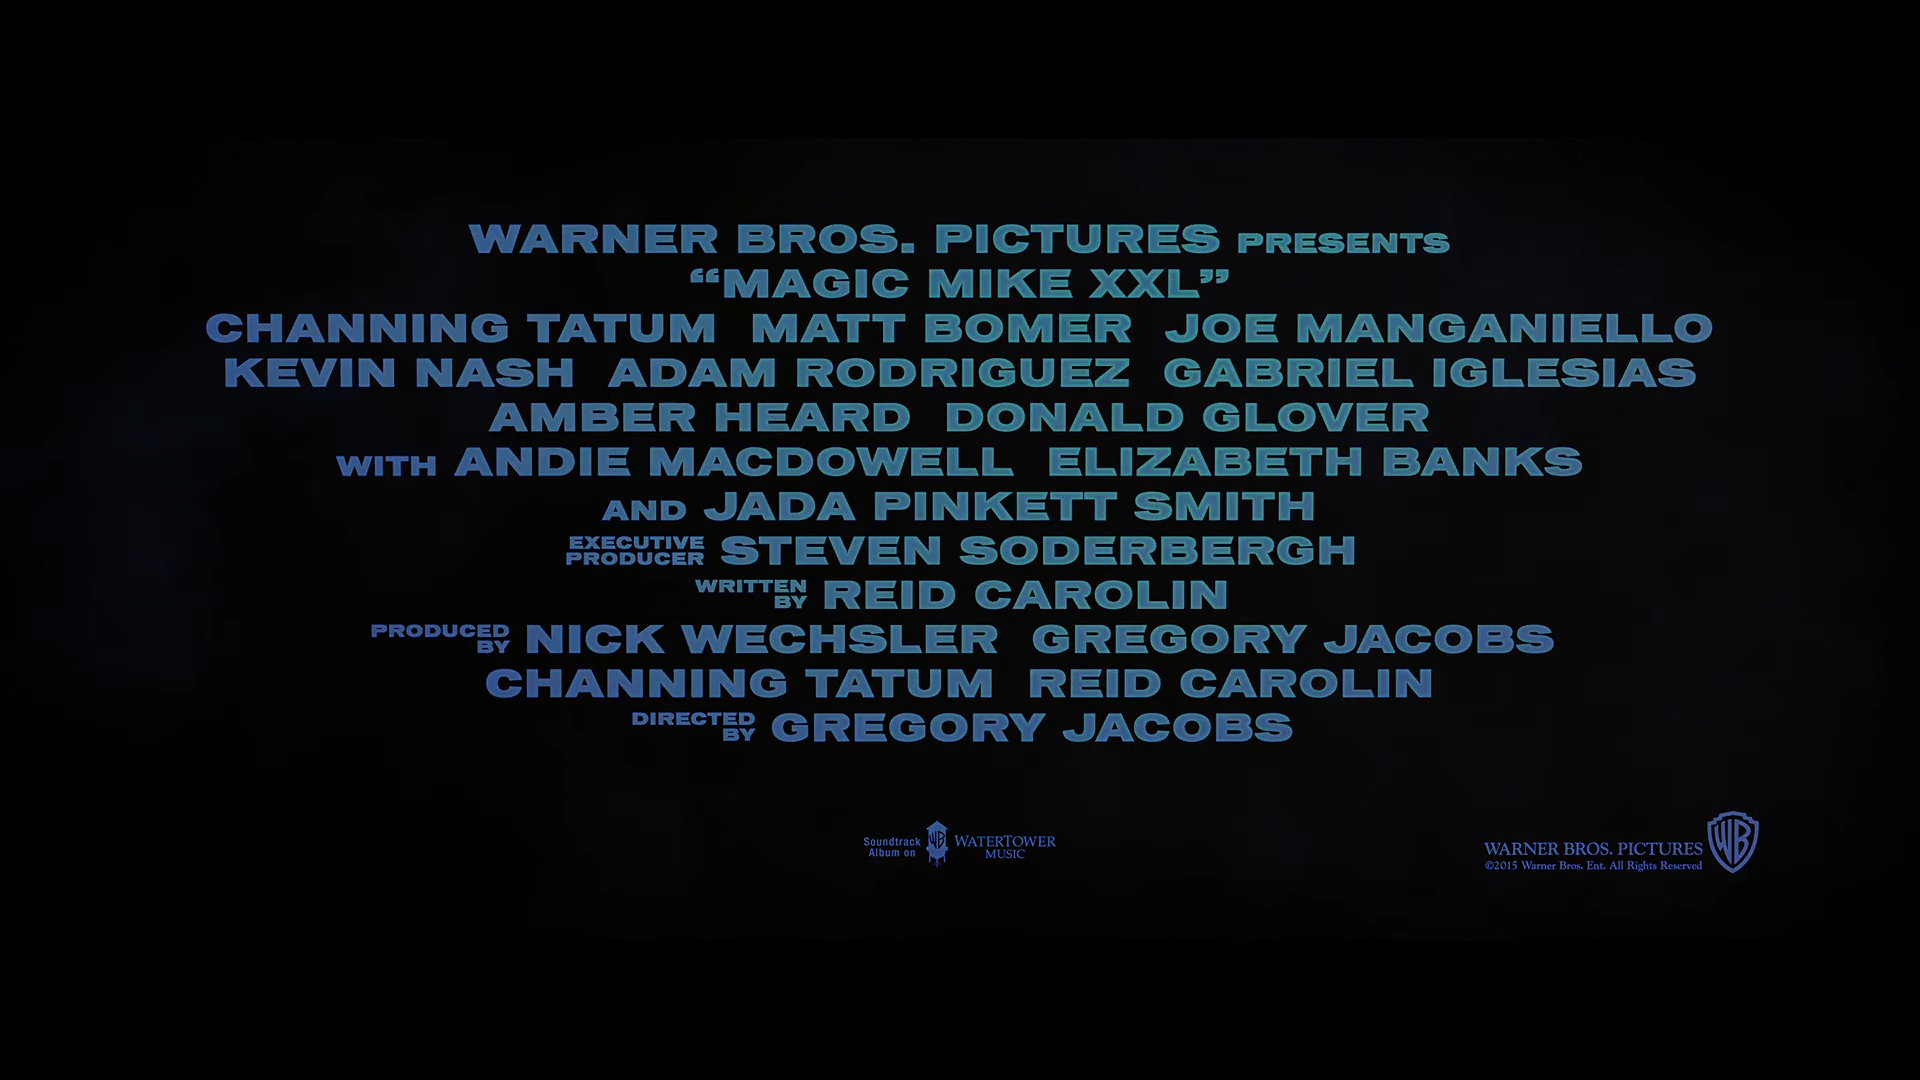 WARNER BROS. PICTURES PRESENTS
“MAGIC MIKE XXL”
CHANNING TATUM MATT BOMER JOE MANGANIELLO
KEVIN NASH ADAM RODRIGUEZ GABRIEL IGLESIAS
AMBER HEARD DONALD GLOVER
WITH ANDIE MACDOWELL ELIZABETH BANKS
AND JADA PINKETT SMITH
EXECUTIVE PRODUCER STEVEN SODERBERGH
WRITTEN BY REID CAROLIN
PRODUCED BY NICK WECHSLER GREGORY JACOBS
CHANNING TATUM REID CAROLIN
DIRECTED BY GREGORY JACOBS
Soundtrack Album on WB WATERTOWER MUSIC
WARNER BROS. PICTURES WB
©2015 Warner Bros. Ent. All Rights Reserved